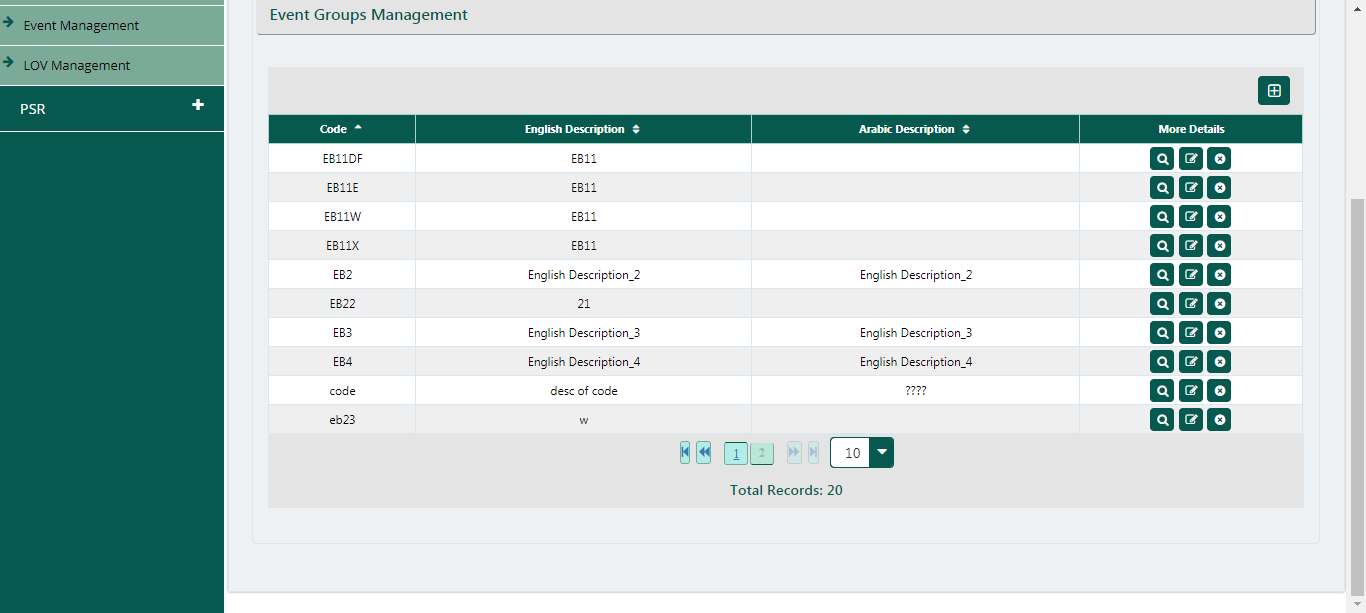 Event Management
LOV Management
PSR
Event Groups Management
Code English Description Arabic Description More Details
EB11DF EB11
EB11E EB11
EB11W EB11
EB11X EB11
EB2 English Description_2 English Description_2
EB22 21
EB3 English Description_3 English Description_3
EB4 English Description_4 English Description_4
code desc of code ????
eb23 w
1 2 10
Total Records: 20